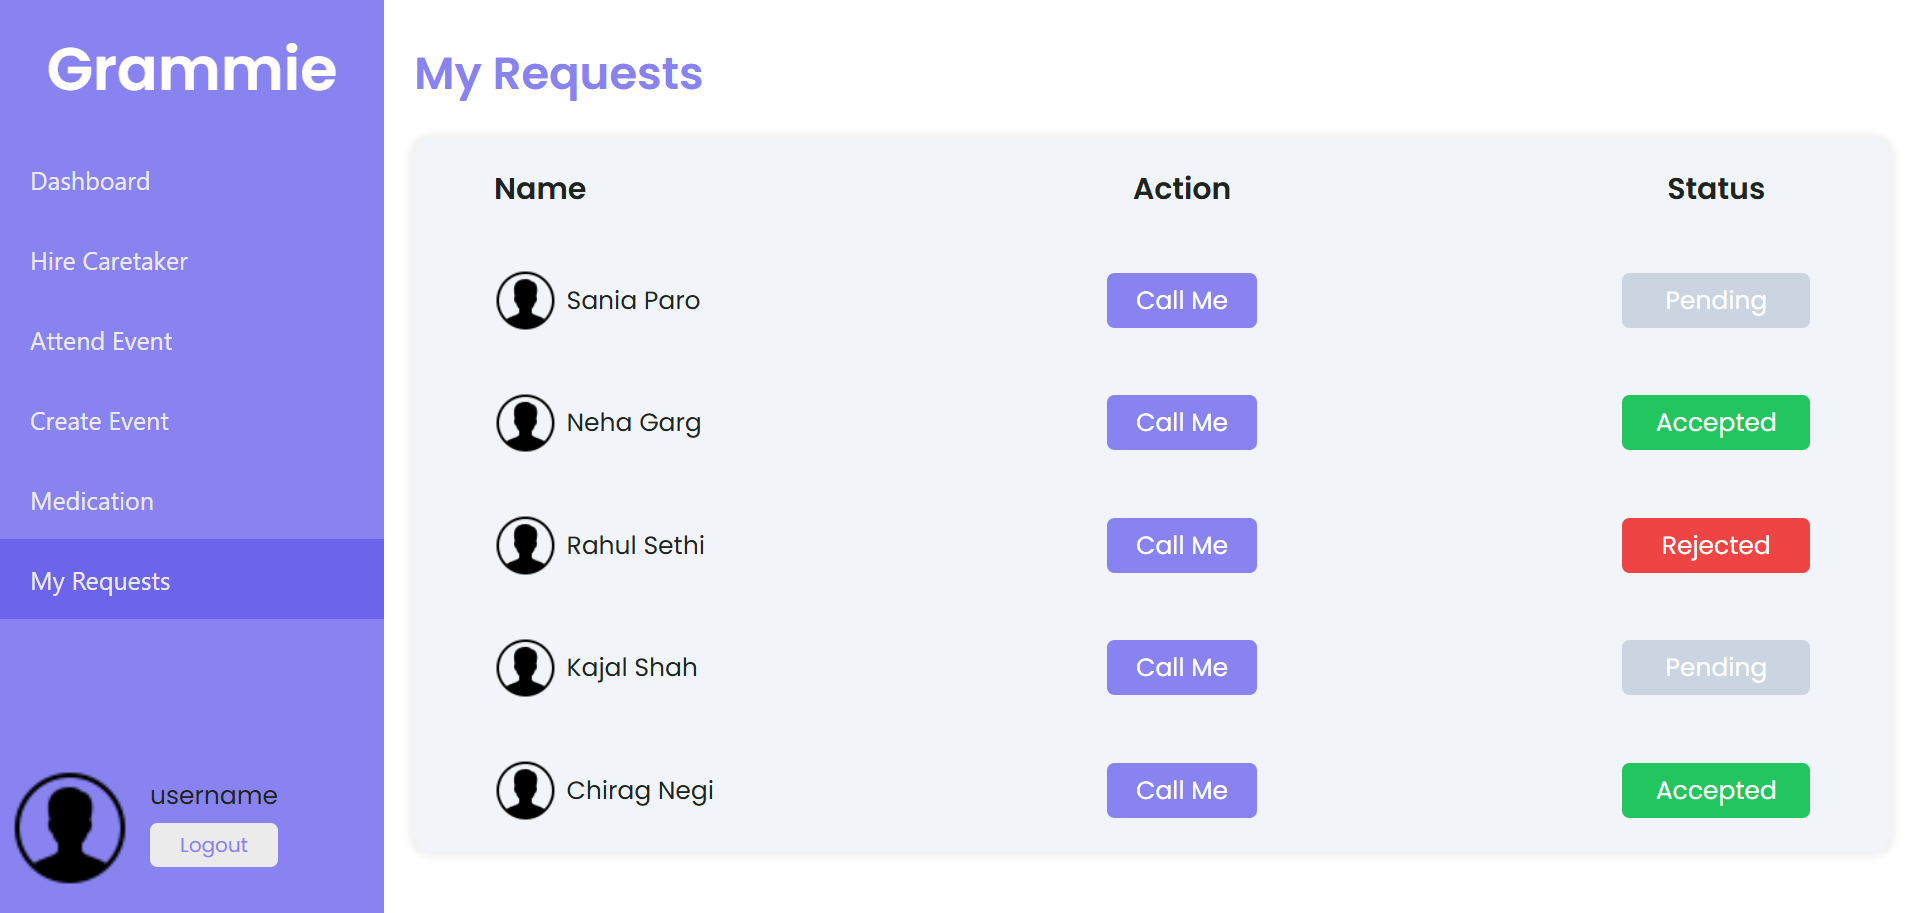 Grammie
Dashboard
Hire Caretaker
Attend Event
Create Event
Medication
My Requests
username
Logout
My Requests
Name Action Status
Sania Paro Call Me Pending
Neha Garg Call Me Accepted
Rahul Sethi Call Me Rejected
Kajal Shah Call Me Pending
Chirag Negi Call Me Accepted